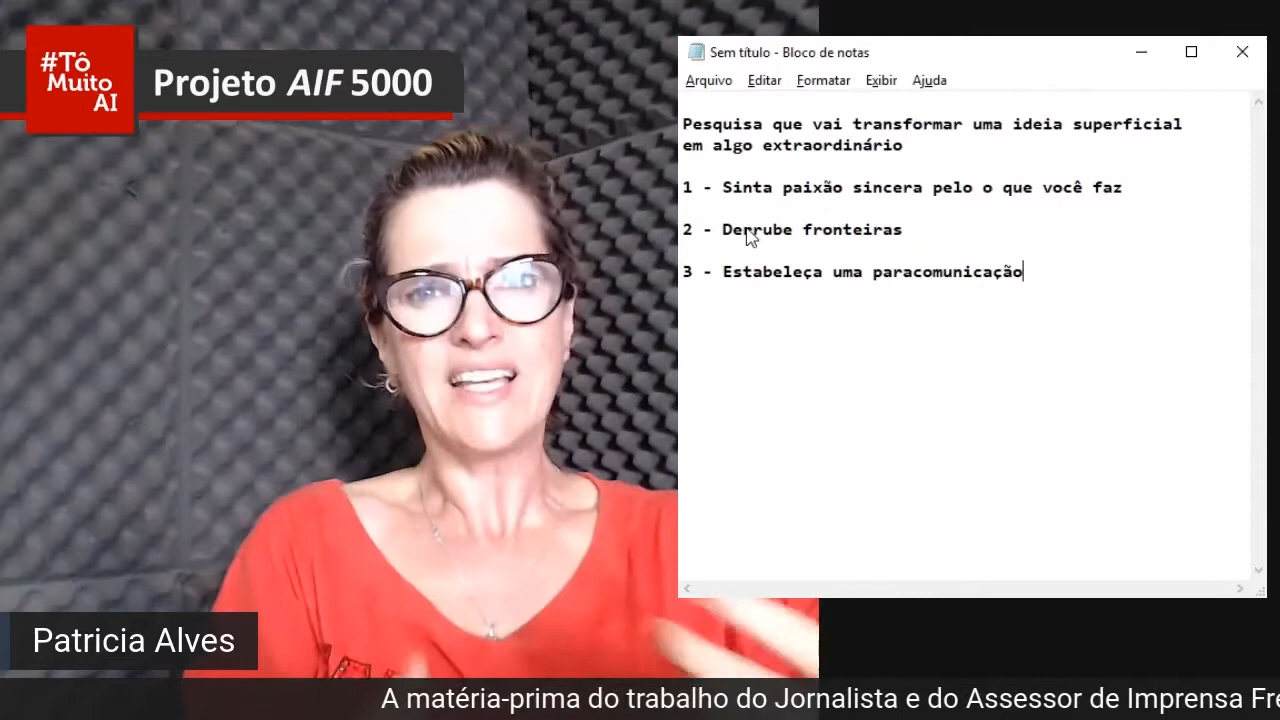 #Tô
Muito
AI
Projeto AIF 5000
Sem título - Bloco de notas
Arquivo Editar Formatar Exibir Ajuda
Pesquisa que vai transformar uma ideia superficial
em algo extraordinário
1 - Sinta paixão sincera pelo o que você faz
2 - Derrube fronteiras
3 - Estabeleça uma paracomunicação
Patricia Alves
A matéria-prima do trabalho do Jornalista e do Assessor de Imprensa